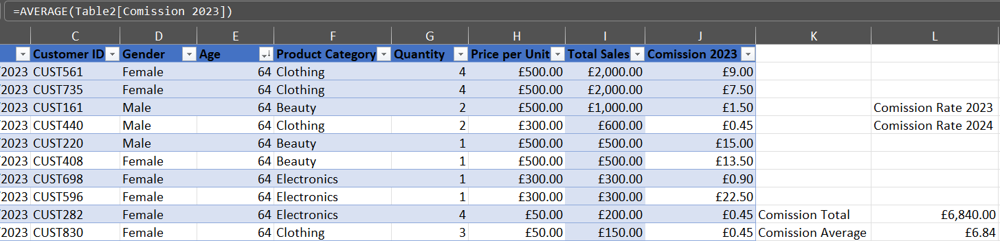 =AVERAGE(Table2[Comission 2023])
C D E F G H I J K L
Customer ID Gender Age Product Category Quantity Price per Unit Total Sales Comission 2023
/2023 CUST561 Female 64 Clothing 4 £500.00 £2,000.00 £9.00
/2023 CUST735 Female 64 Clothing 4 £500.00 £2,000.00 £7.50
/2023 CUST161 Male 64 Beauty 2 £500.00 £1,000.00 £1.50 Comission Rate 2023
/2023 CUST440 Male 64 Clothing 2 £300.00 £600.00 £0.45 Comission Rate 2024
/2023 CUST220 Male 64 Beauty 1 £500.00 £500.00 £15.00
/2023 CUST408 Female 64 Beauty 1 £500.00 £500.00 £13.50
/2023 CUST698 Female 64 Electronics 1 £300.00 £300.00 £0.90
/2023 CUST596 Female 64 Electronics 1 £300.00 £300.00 £22.50
/2023 CUST282 Female 64 Electronics 4 £50.00 £200.00 £0.45 Comission Total £6,840.00
/2023 CUST830 Female 64 Clothing 3 £50.00 £150.00 £0.45 Comission Average £6.84